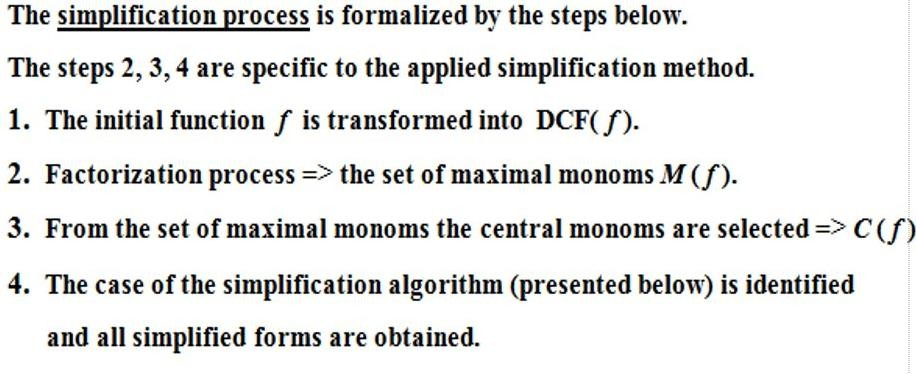 The simplification process is formalized by the steps below.
The steps 2, 3, 4 are specific to the applied simplification method.
1. The initial function f is transformed into DCF(f).
2. Factorization process => the set of maximal monoms M(f).
3. From the set of maximal monoms the central monoms are selected => C(f)
4. The case of the simplification algorithm (presented below) is identified
and all simplified forms are obtained.